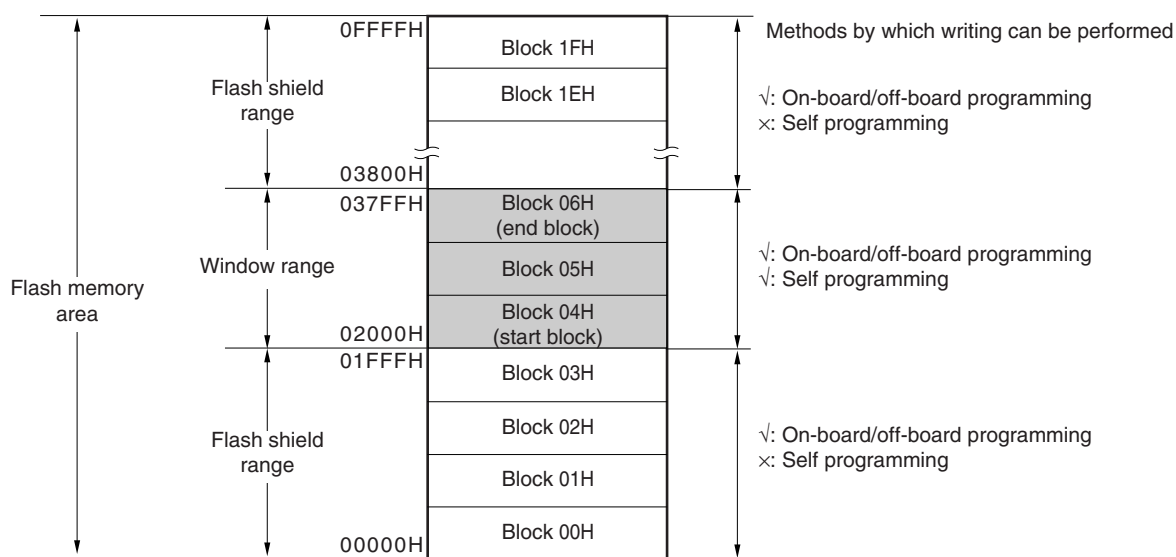 0FFFFH
Block 1FH
Methods by which writing can be performed
Flash shield
range
Block 1EH
√: On-board/off-board programming
×: Self programming
03800H
037FFH
Block 06H
(end block)
Window range
Block 05H
√: On-board/off-board programming
√: Self programming
Flash memory
area
Block 04H
(start block)
02000H
01FFFH
Block 03H
Block 02H
Flash shield
range
√: On-board/off-board programming
×: Self programming
Block 01H
Block 00H
00000H